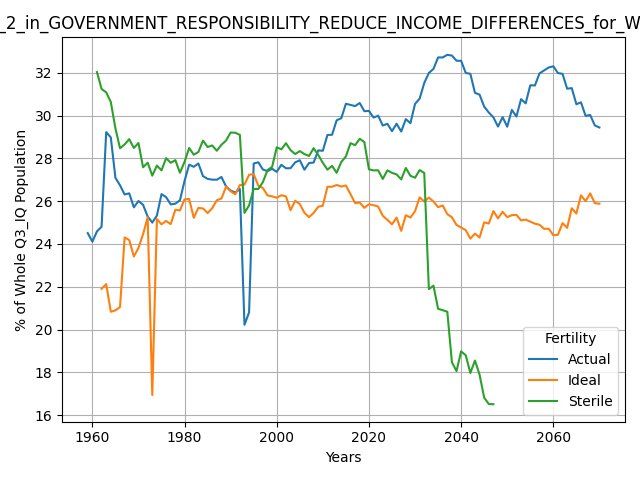 _2_in_GOVERNMENT_RESPONSIBILITY_REDUCE_INCOME_DIFFERENCES_for_W
32
30
28
26
24
22
20
18
16
% of Whole Q3_IQ Population
Fertility
Actual
Ideal
Sterile
1960 1980 2000 2020 2040 2060
Years